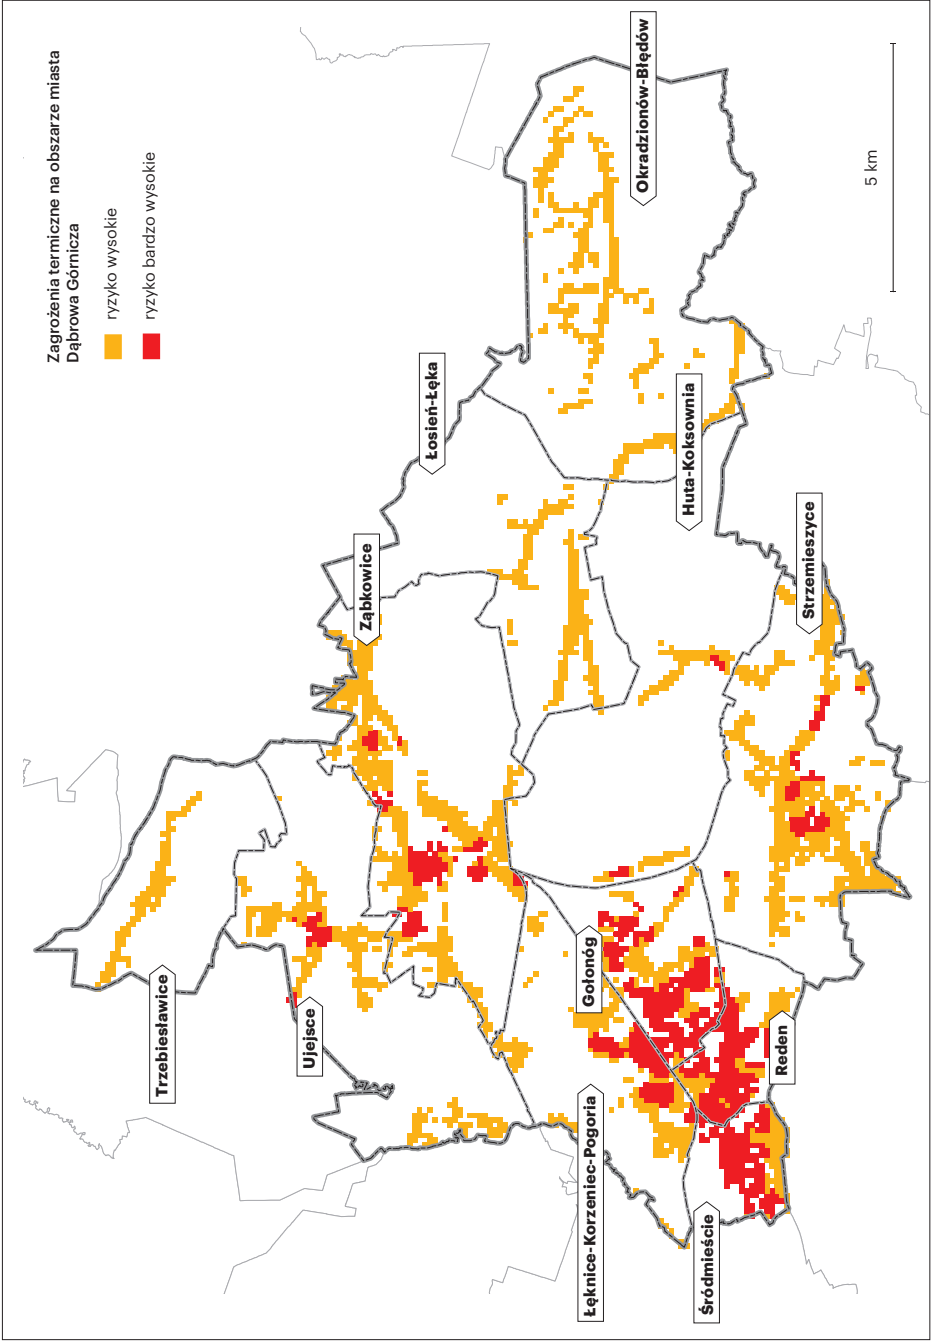 Zagrożenia termiczne na obszarze miasta
Dąbrowa Górnicza
ryzyko wysokie
ryzyko bardzo wysokie
Trzebiesławice
Ujejsce
Ząbkowice
Łosień-Łęka
Okradzionów-Błędów
Łęknice-Korzeniec-Pogoria
Gołonóg
Huta-Koksownia
Śródmieście
Reden
Strzemieszyce
5 km